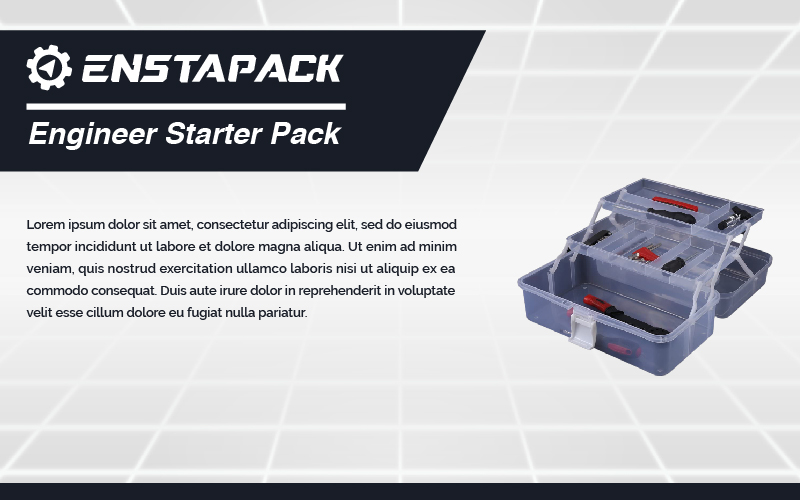 ENSTAPACK
Engineer Starter Pack
Lorem ipsum dolor sit amet, consectetur adipiscing elit, sed do eiusmod
tempor incididunt ut labore et dolore magna aliqua. Ut enim ad minim
veniam, quis nostrud exercitation ullamco laboris nisi ut aliquip ex ea
commodo consequat. Duis aute irure dolor in reprehenderit in voluptate
velit esse cillum dolore eu fugiat nulla pariatur.